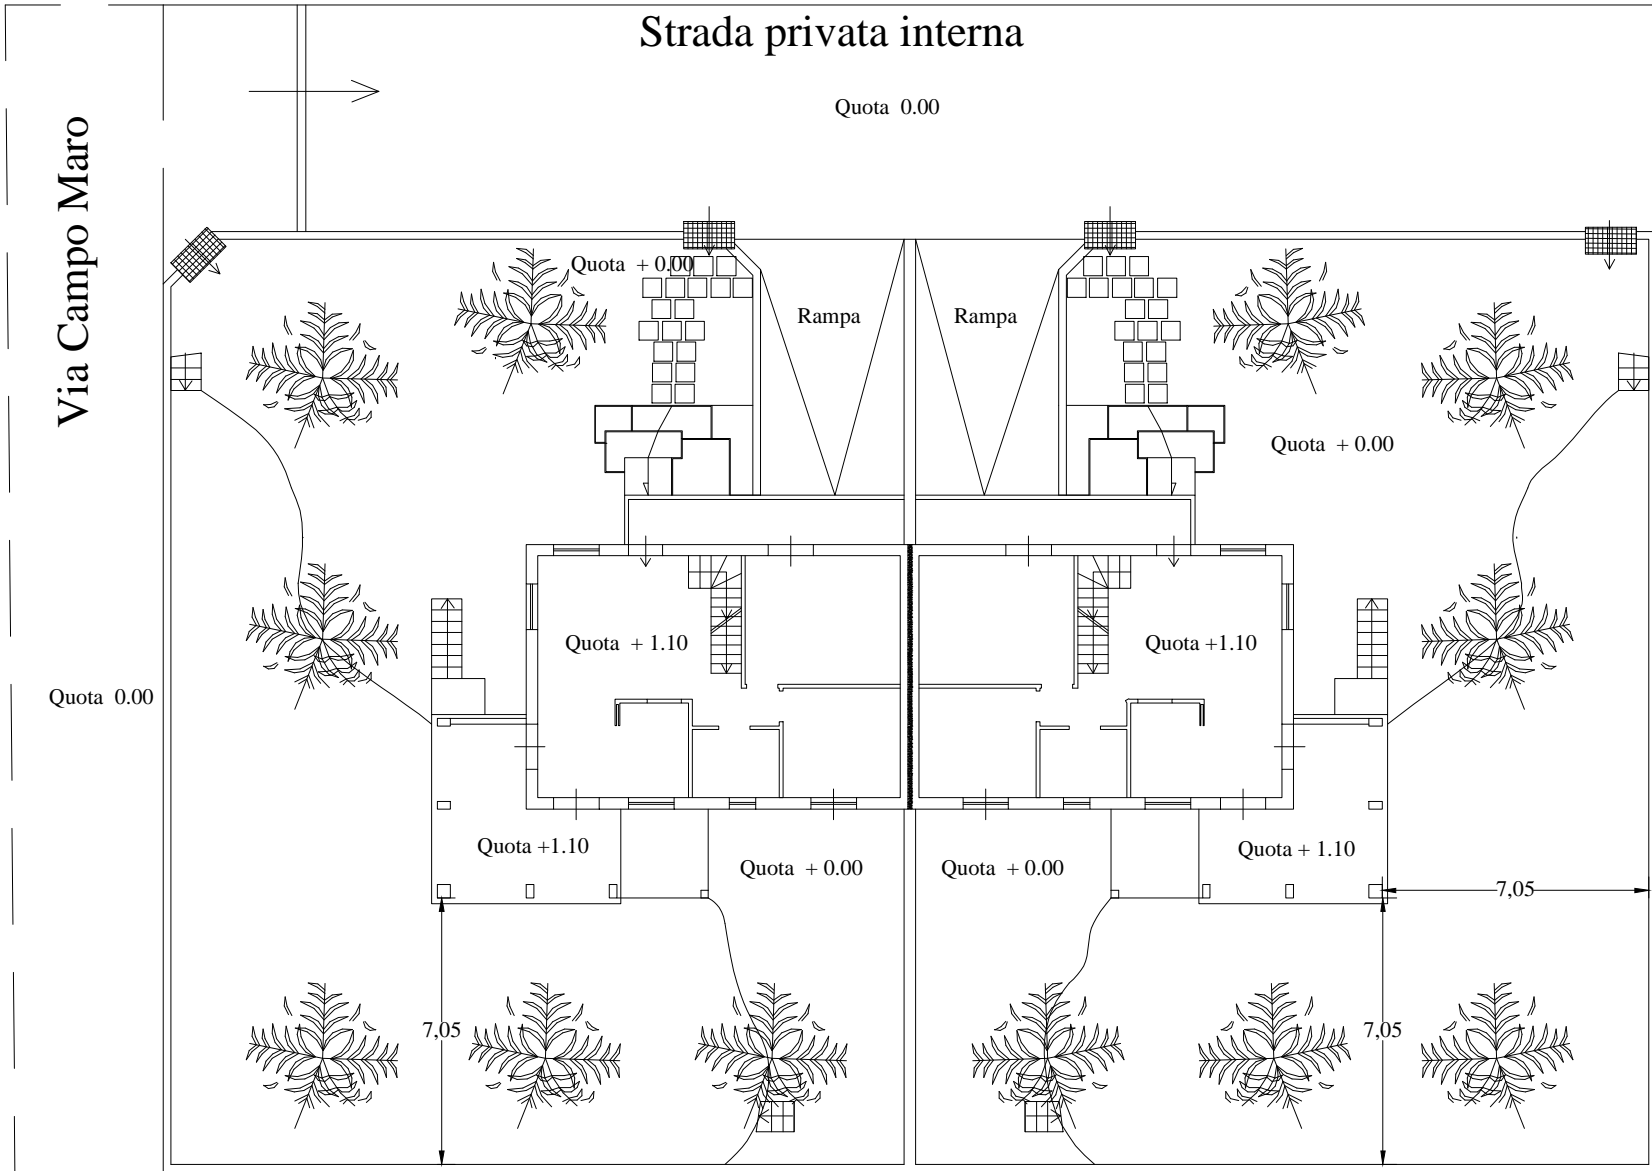 Strada privata interna
Quota 0.00
Via Campo Maro
Quota + 0.00
Rampa
Rampa
Quota + 0.00
Quota + 1.10
Quota +1.10
Quota 0.00
Quota +1.10
Quota + 0.00
Quota + 0.00
Quota + 1.10
7,05
7,05
7,05